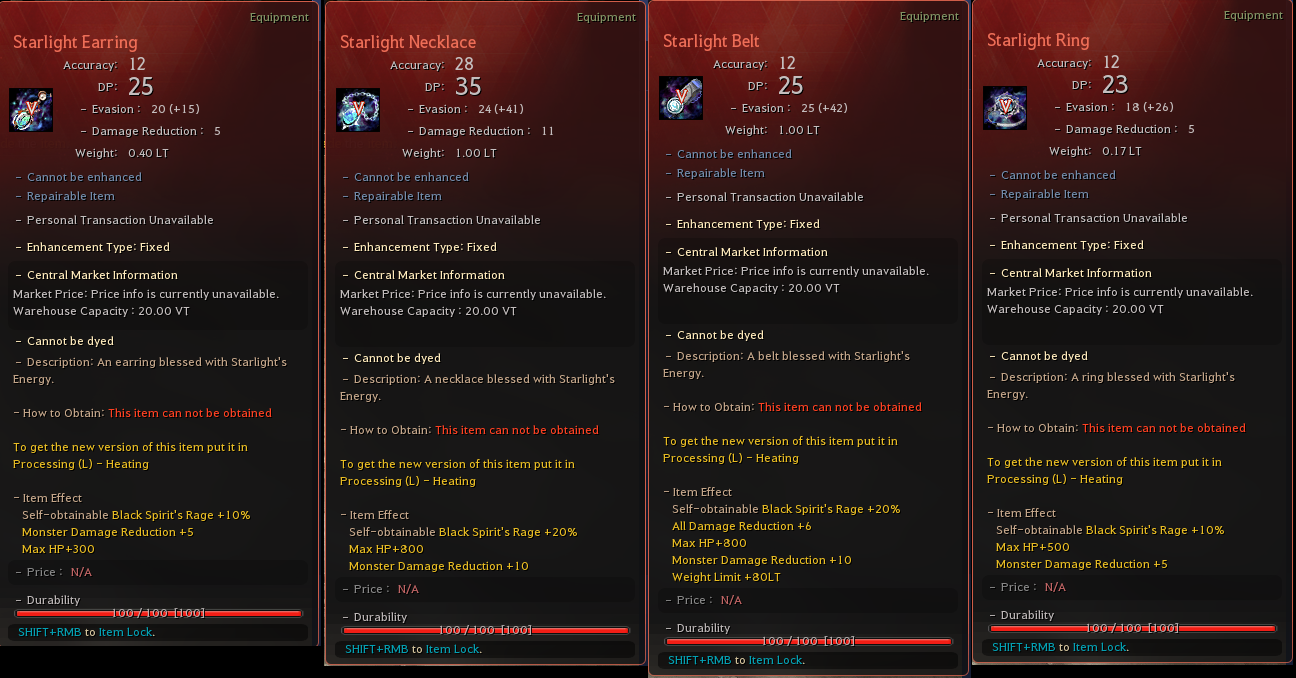 Equipment
Starlight Earring
Accuracy: 12
DP: 25
- Evasion : 20 (+15)
- Damage Reduction : 5
Weight: 0.40 LT
- Cannot be enhanced
- Repairable Item
- Personal Transaction Unavailable
- Enhancement Type: Fixed
- Central Market Information
Market Price: Price info is currently unavailable.
Warehouse Capacity : 20.00 VT
- Cannot be dyed
- Description: An earring blessed with Starlight's
Energy.
- How to Obtain: This item can not be obtained
To get the new version of this item put it in
Processing (L) - Heating
- Item Effect
Self-obtainable Black Spirit's Rage +10%
Monster Damage Reduction +5
Max HP+300
- Price : N/A
- Durability
100 / 100 [100]
SHIFT+RMB to Item Lock.
Equipment
Starlight Necklace
Accuracy: 28
DP: 35
- Evasion : 24 (+41)
- Damage Reduction : 11
Weight: 1.00 LT
- Cannot be enhanced
- Repairable Item
- Personal Transaction Unavailable
- Enhancement Type: Fixed
- Central Market Information
Market Price: Price info is currently unavailable.
Warehouse Capacity : 20.00 VT
- Cannot be dyed
- Description: A necklace blessed with Starlight's
Energy.
- How to Obtain: This item can not be obtained
To get the new version of this item put it in
Processing (L) - Heating
- Item Effect
Self-obtainable Black Spirit's Rage +20%
Max HP+800
Monster Damage Reduction +10
- Price : N/A
- Durability
100 / 100 [100]
SHIFT+RMB to Item Lock.
Equipment
Starlight Belt
Accuracy: 12
DP: 25
- Evasion : 25 (+42)
Weight: 1.00 LT
- Cannot be enhanced
- Repairable Item
- Personal Transaction Unavailable
- Enhancement Type: Fixed
- Central Market Information
Market Price: Price info is currently unavailable.
Warehouse Capacity : 20.00 VT
- Cannot be dyed
- Description: A belt blessed with Starlight's
Energy.
- How to Obtain: This item can not be obtained
To get the new version of this item put it in
Processing (L) - Heating
- Item Effect
Self-obtainable Black Spirit's Rage +20%
All Damage Reduction +6
Max HP+800
Monster Damage Reduction +10
Weight Limit +80LT
- Price : N/A
- Durability
100 / 100 [100]
SHIFT+RMB to Item Lock.
Equipment
Starlight Ring
Accuracy: 12
DP: 23
- Evasion : 18 (+26)
- Damage Reduction : 5
Weight: 0.17 LT
- Cannot be enhanced
- Repairable Item
- Personal Transaction Unavailable
- Enhancement Type: Fixed
- Central Market Information
Market Price: Price info is currently unavailable.
Warehouse Capacity : 20.00 VT
- Cannot be dyed
- Description: A ring blessed with Starlight's
Energy.
- How to Obtain: This item can not be obtained
To get the new version of this item put it in
Processing (L) - Heating
- Item Effect
Self-obtainable Black Spirit's Rage +10%
Max HP+500
Monster Damage Reduction +5
- Price : N/A
- Durability
100 / 100 [100]
SHIFT+RMB to Item Lock.